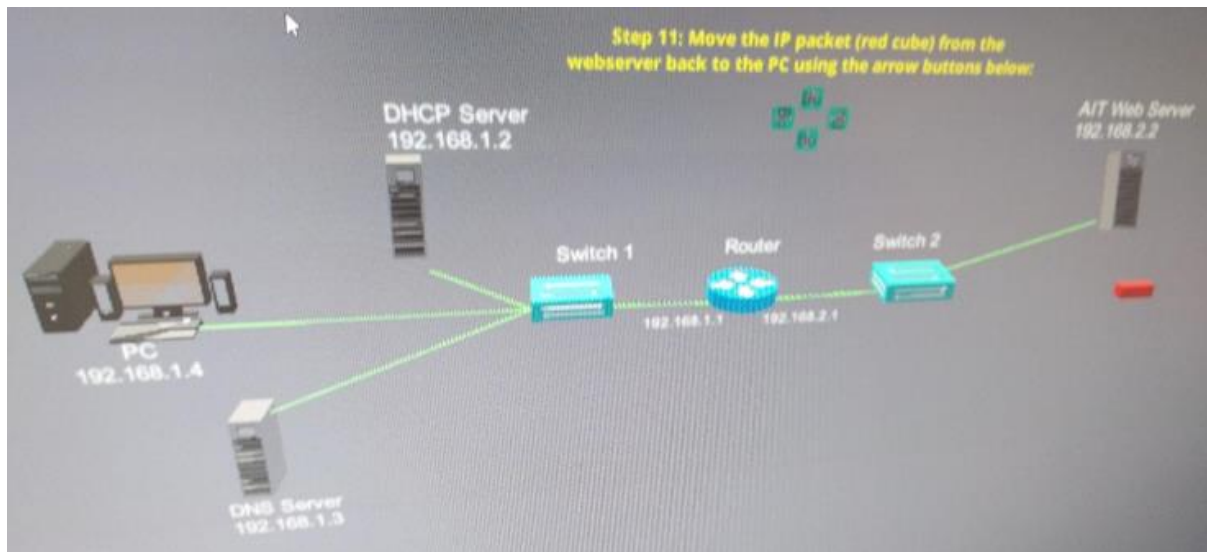 Step 11: Move the IP packet (red cube) from the
webserver back to the PC using the arrow buttons below:
DHCP Server
192.168.1.2
AIT Web Server
192.168.2.2
Switch 1
Router
Switch 2
192.168.1.1
192.168.2.1
PC
192.168.1.4
DNS Server
192.168.1.3